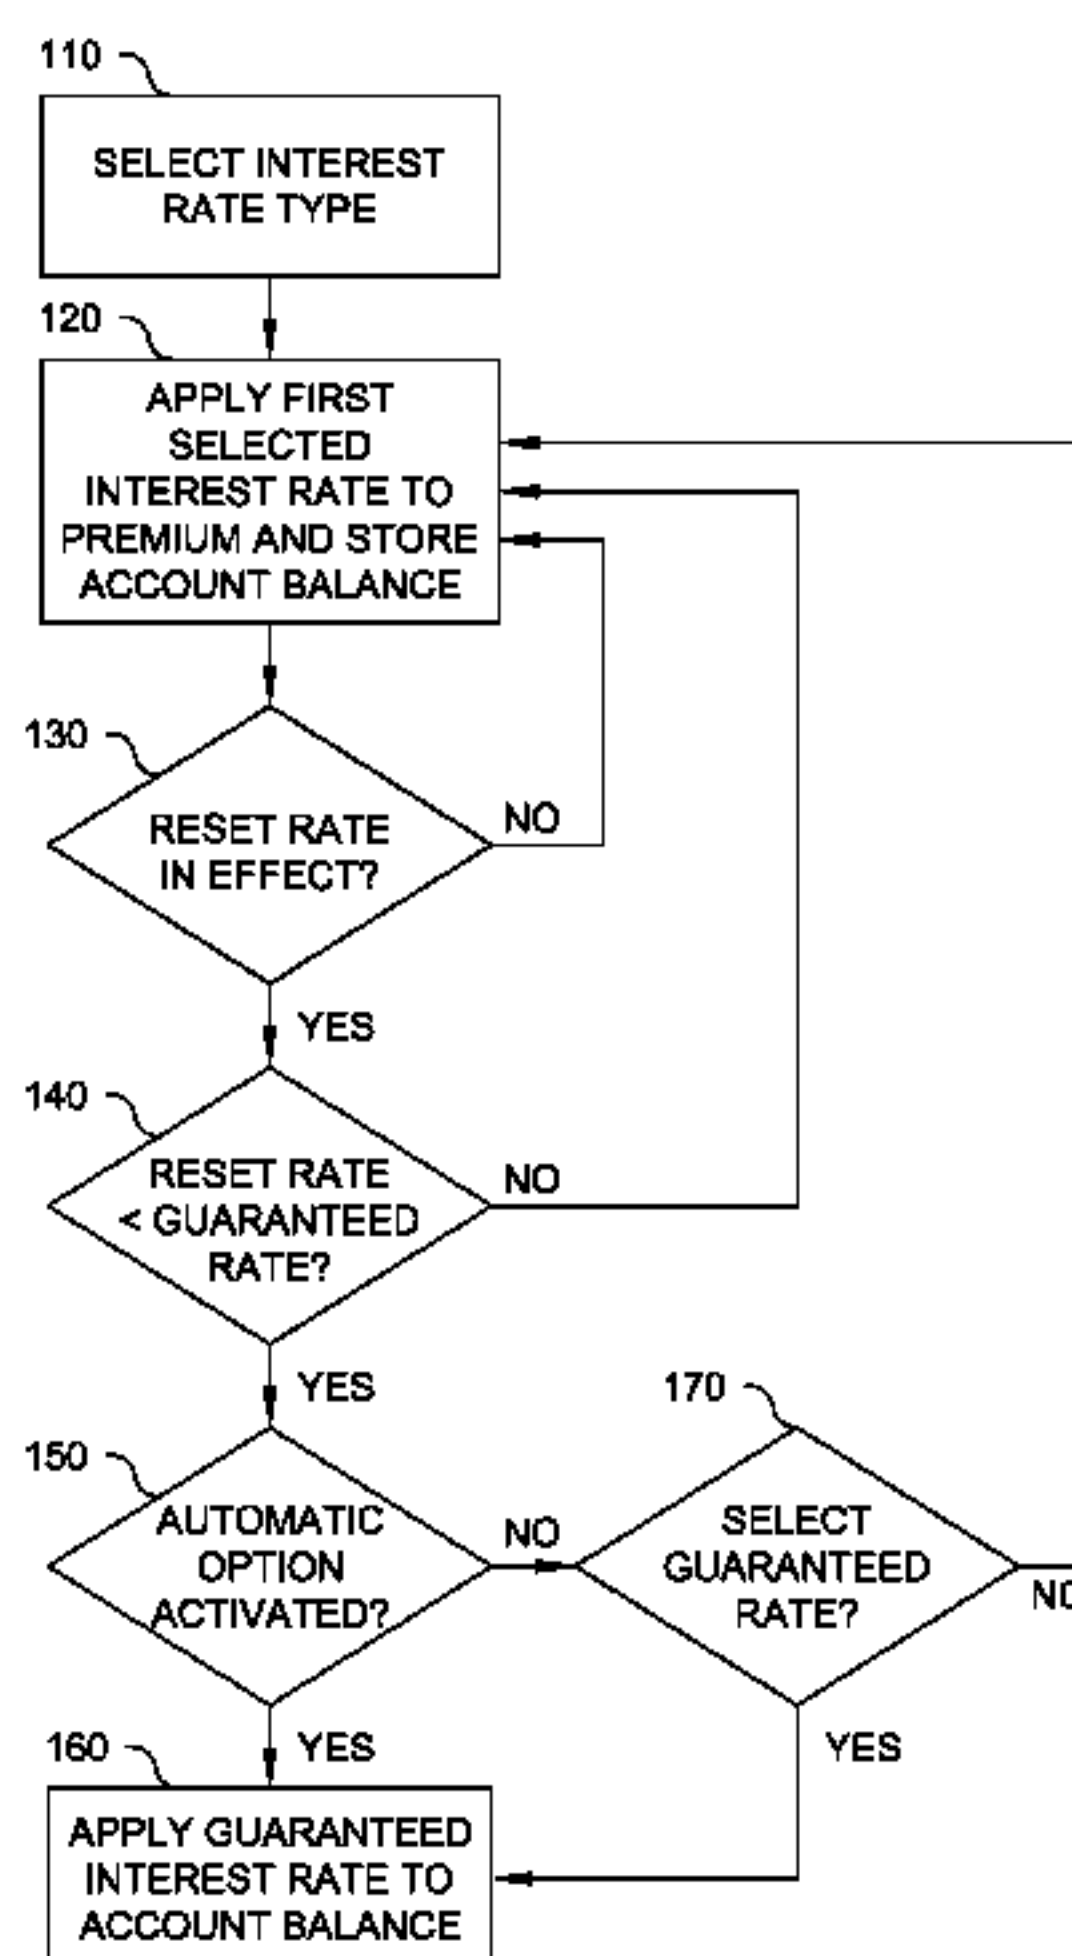 110
SELECT INTEREST
RATE TYPE
120
APPLY FIRST
SELECTED
INTEREST RATE TO
PREMIUM AND STORE
ACCOUNT BALANCE
130
RESET RATE
IN EFFECT?
NO
YES
140
RESET RATE
< GUARANTEED
RATE?
NO
YES
150
AUTOMATIC
OPTION
ACTIVATED?
NO
170
SELECT
GUARANTEED
RATE?
YES
YES
160
APPLY GUARANTEED
INTEREST RATE TO
ACCOUNT BALANCE